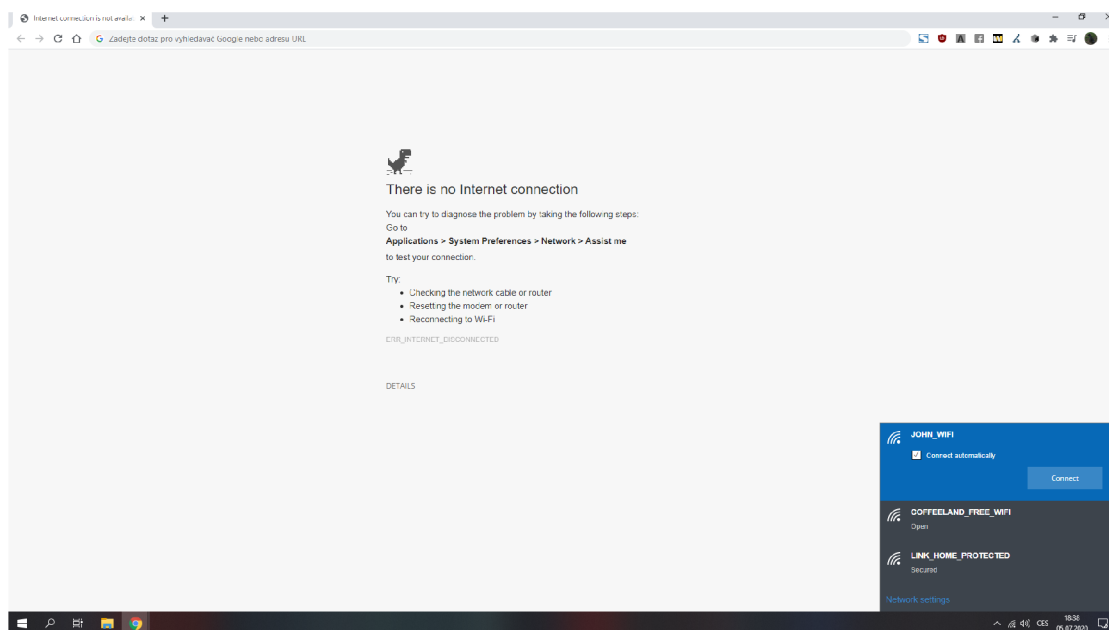 Internet connection is not availa
Zadejte dotaz pro vyhledávač Google nebo adresu URL
There is no Internet connection
You can try to diagnose the problem by taking the following steps:
Go to
Applications > System Preferences > Network > Assist me
to test your connection.
Try:
• Checking the network cable or router
• Resetting the modem or router
• Reconnecting to Wi-Fi
ERR_INTERNET_DISCONNECTED
DETAILS
JOHN_WIFI
Connect automatically
Connect
COFFEELAND_FREE_WIFI
Open
LINK_HOME_PROTECTED
Secured
Network settings
CES
18:38
05.07.2020